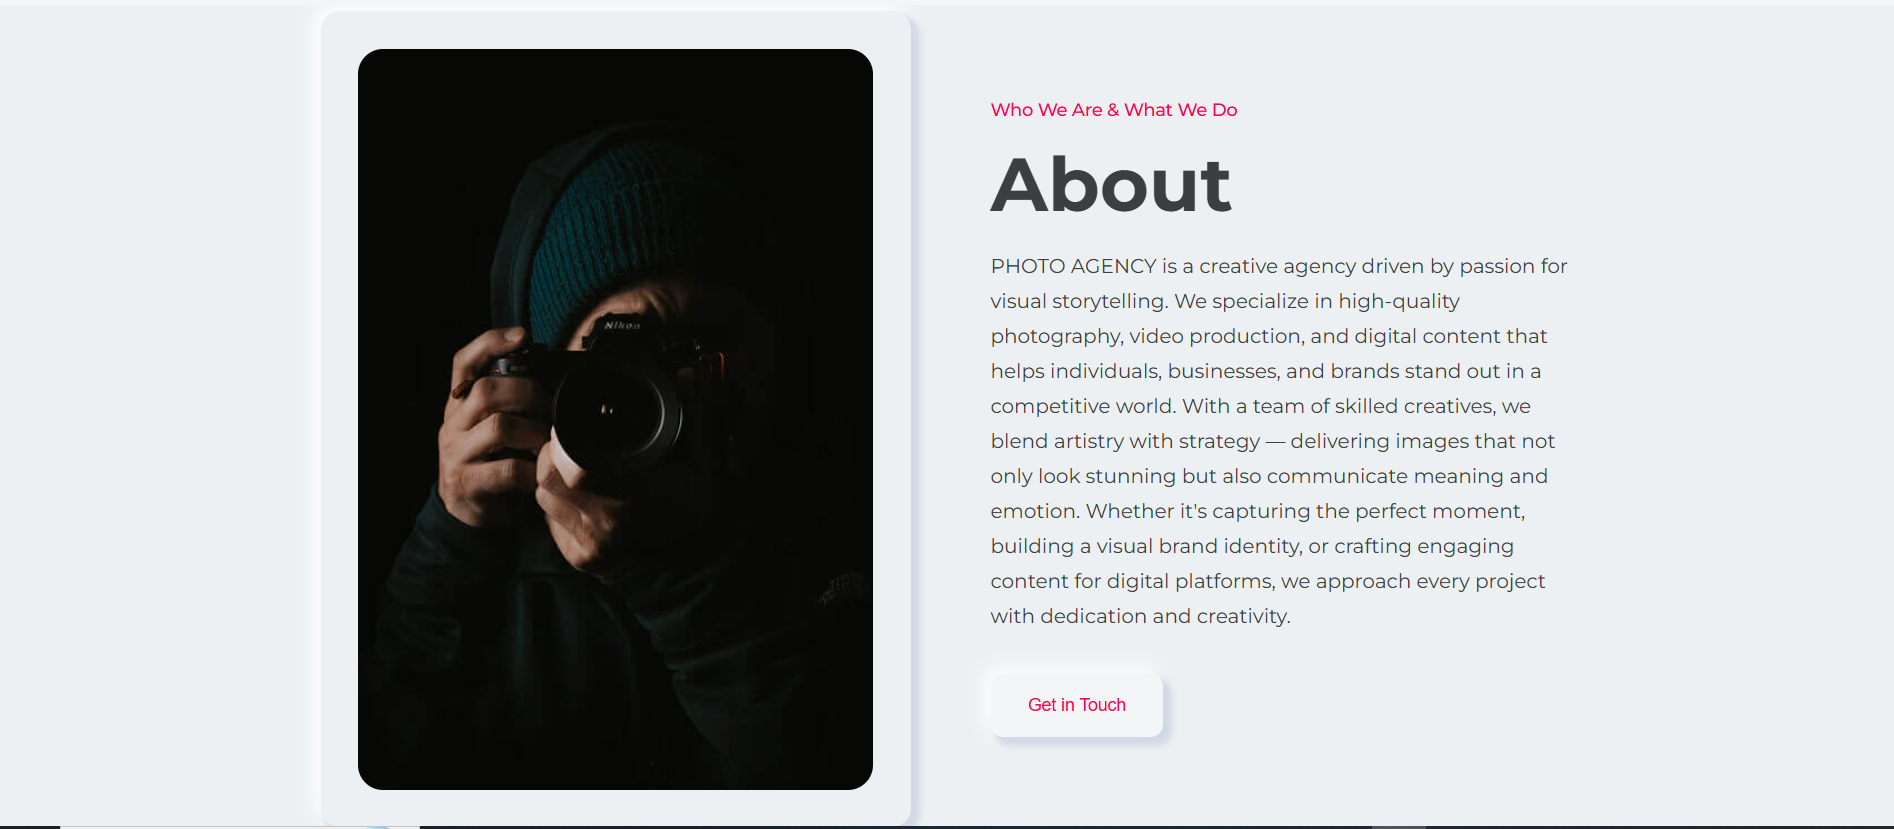 Who We Are & What We Do
About
PHOTO AGENCY is a creative agency driven by passion for
visual storytelling. We specialize in high-quality
photography, video production, and digital content that
helps individuals, businesses, and brands stand out in a
competitive world. With a team of skilled creatives, we
blend artistry with strategy — delivering images that not
only look stunning but also communicate meaning and
emotion. Whether it's capturing the perfect moment,
building a visual brand identity, or crafting engaging
content for digital platforms, we approach every project
with dedication and creativity.
Get in Touch
Nikon